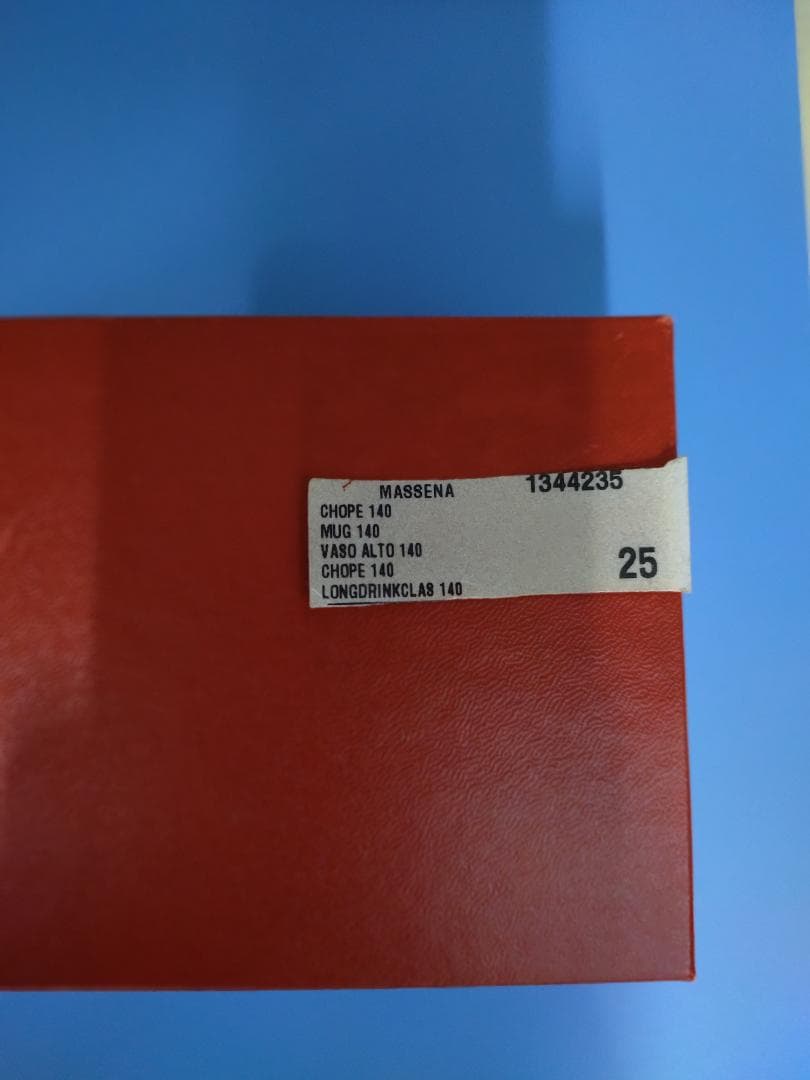 MASSENA 1344235
CHOPE 140
MUG 140
VASO ALTO 140
CHOPE 140
LONGDRINKCLAS 140
25